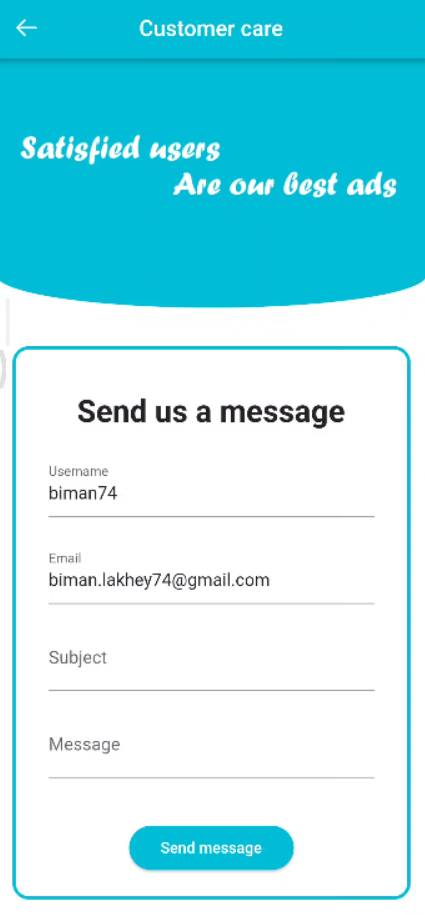 Customer care
Satisfied users
Are our best ads
Send us a message
Username
biman74
Email
biman.lakhey74@gmail.com
Subject
Message
Send message